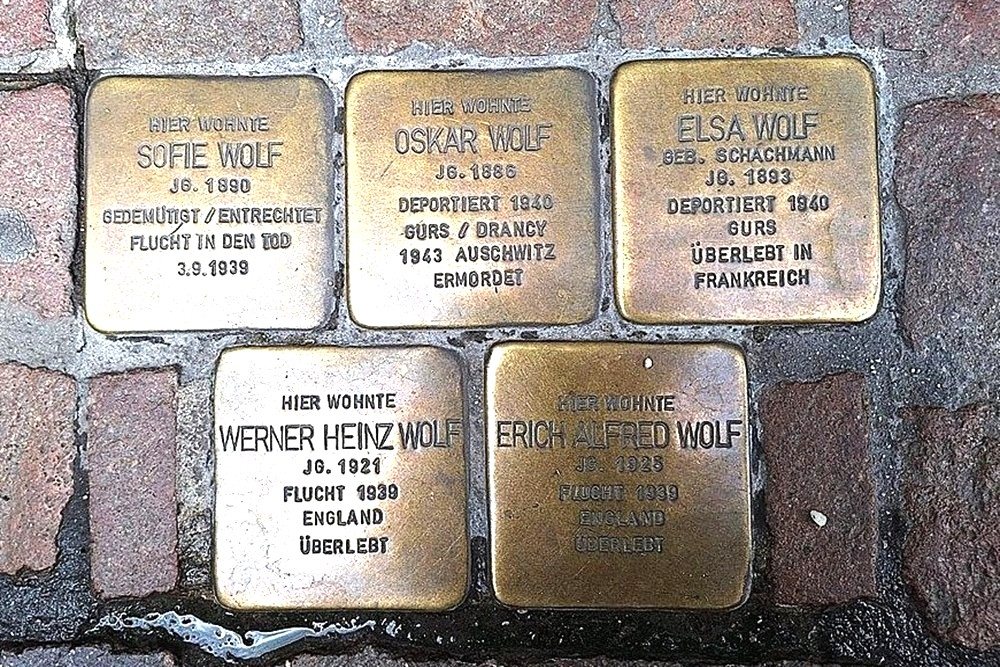 HIER WOHNTE
SOFIE WOLF
JG. 1890
GEDEMÜTIGT / ENTRECHTET
FLUCHT IN DEN TOD
3.9.1939
HIER WOHNTE
OSKAR WOLF
JG. 1886
DEPORTIERT 1940
GURS / DRANCY
1943 AUSCHWITZ
ERMORDET
HIER WOHNTE
ELSA WOLF
GEB. SCHACHMANN
JG. 1893
DEPORTIERT 1940
GURS
ÜBERLEBT IN
FRANKREICH
HIER WOHNTE
WERNER HEINZ WOLF
JG. 1921
FLUCHT 1939
ENGLAND
ÜBERLEBT
HIER WOHNTE
ERICH ALFRED WOLF
JG. 1925
FLUCHT 1939
ENGLAND
ÜBERLEBT